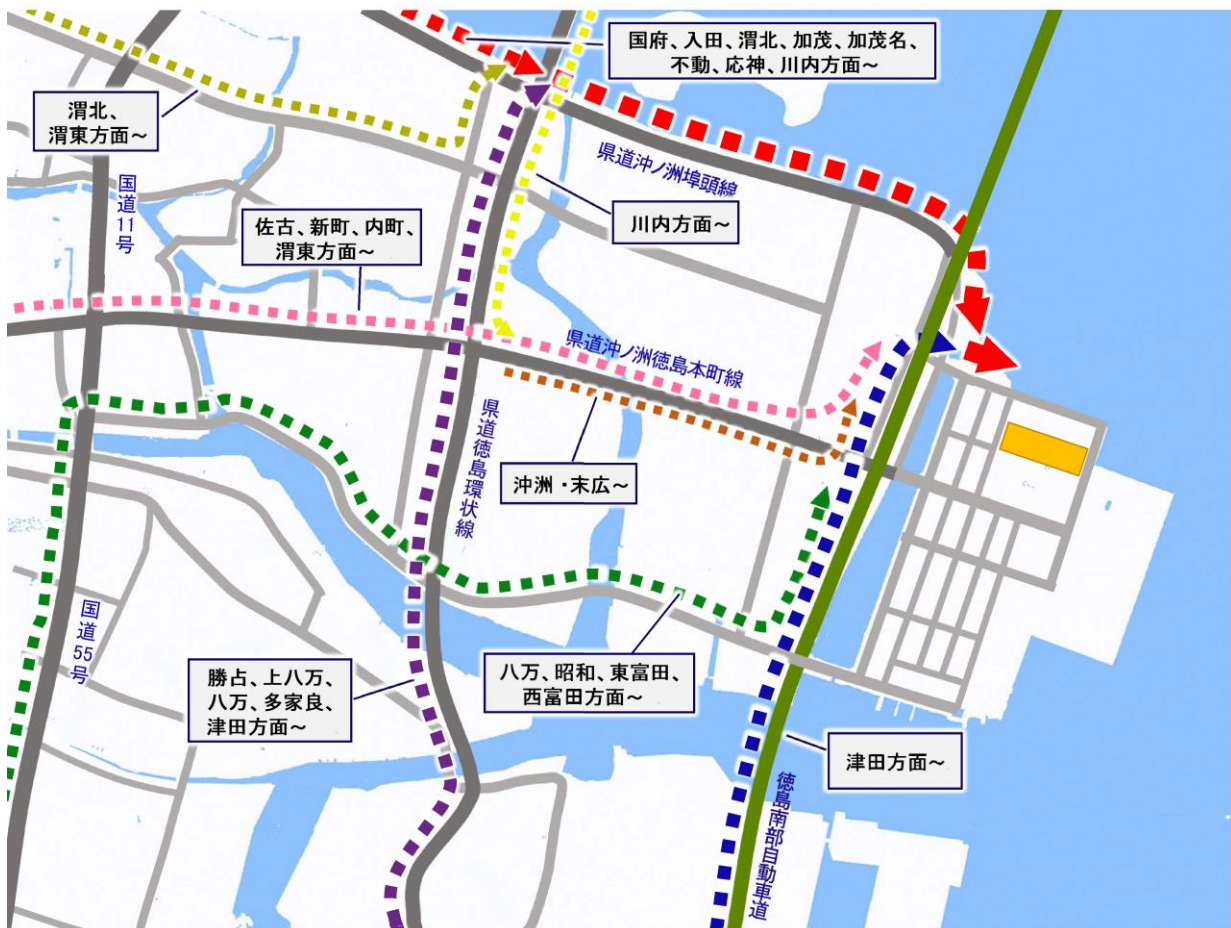 国府、入田、渭北、加茂、加茂名、
不動、応神、川内方面~
渭北、
渭東方面~
県道沖ノ洲埠頭線
国道11号
佐古、新町、内町、
渭東方面~
川内方面~
県道沖ノ洲徳島本町線
県道徳島環状線
沖洲・末広~
国道55号
勝占、上八万、
八万、多家良、
津田方面~
八万、昭和、東富田、
西富田方面~
津田方面~
徳島南部自動車道